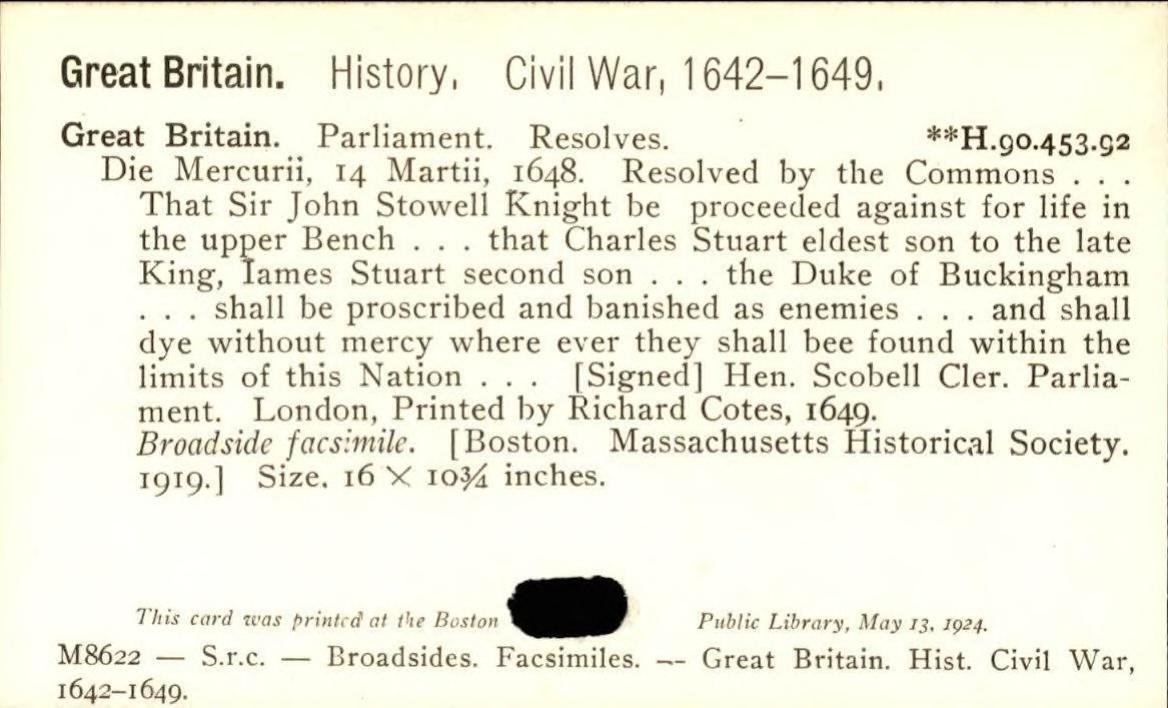 Great Britain. History. Civil War, 1642–1649.
Great Britain. Parliament. Resolves. **H.90.453.92
Die Mercurii, 14 Martii, 1648. Resolved by the Commons . . .
That Sir John Stowell Knight be proceeded against for life in
the upper Bench . . . that Charles Stuart eldest son to the late
King, Iames Stuart second son . . . the Duke of Buckingham
. . . shall be proscribed and banished as enemies . . . and shall
dye without mercy where ever they shall bee found within the
limits of this Nation . . . [Signed] Hen. Scobell Cler. Parlia-
ment. London, Printed by Richard Cotes, 1649.
Broadside facsimile. [Boston. Massachusetts Historical Society.
1919.] Size. 16 × 10¾ inches.
This card was printed at the Boston Public Library, May 13, 1924.
M8622 — S.r.c. — Broadsides. Facsimiles. — Great Britain. Hist. Civil War,
1642–1649.